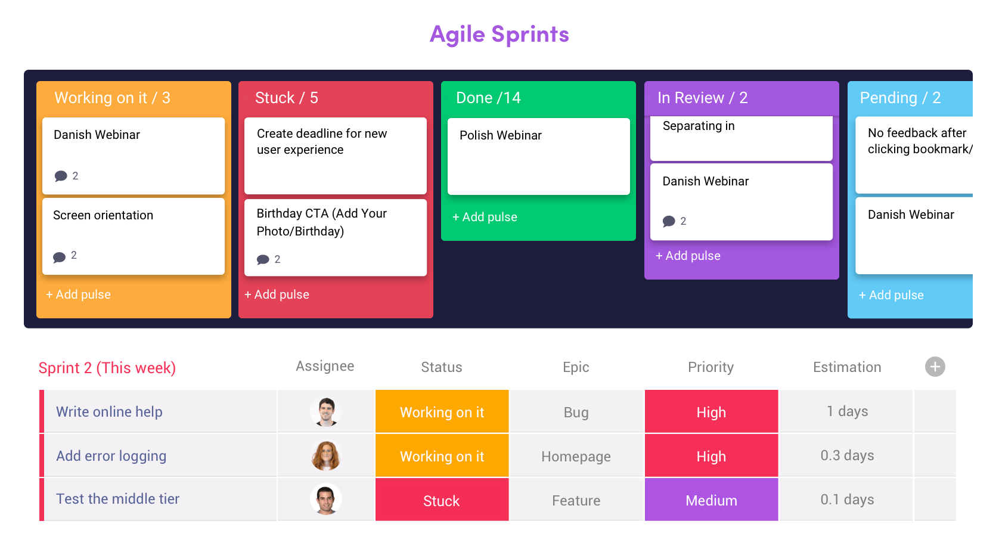 Agile Sprints
Working on it / 3
Danish Webinar
2
Screen orientation
2
+ Add pulse
Stuck / 5
Create deadline for new
user experience
Birthday CTA (Add Your
Photo/Birthday)
2
+ Add pulse
Done /14
Polish Webinar
+ Add pulse
In Review / 2
Separating in
Danish Webinar
2
+ Add pulse
Pending / 2
No feedback after
clicking bookmark/
Danish Webinar
+ Add pulse
Sprint 2 (This week) Assignee Status Epic Priority Estimation
Write online help Working on it Bug High 1 days
Add error logging Working on it Homepage High 0.3 days
Test the middle tier Stuck Feature Medium 0.1 days